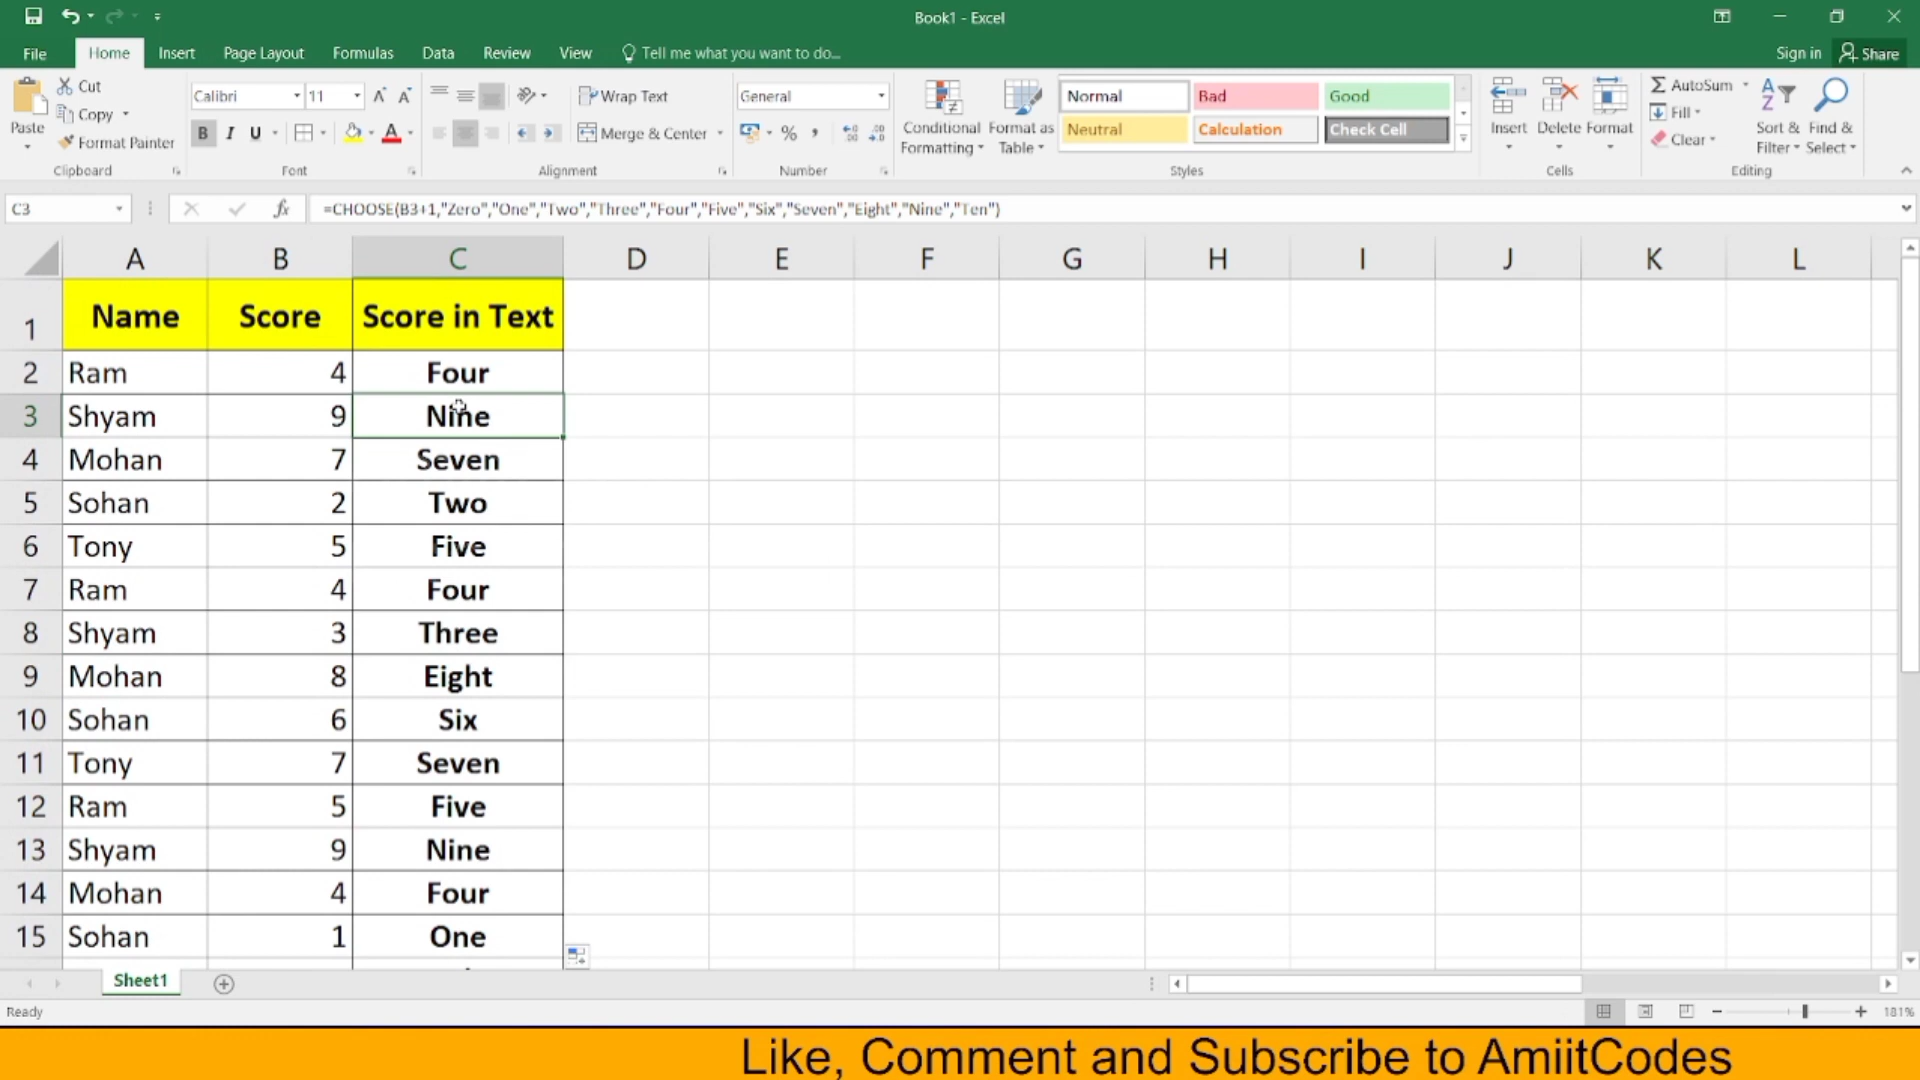 Book1 - Excel
File Home Insert Page Layout Formulas Data Review View Tell me what you want to do... Sign in Share
Paste Cut Copy Format Painter Clipboard
Calibri 11 B I U Font
Wrap Text Merge & Center Alignment
General % , Number
Conditional Formatting Format as Table
Normal Bad Good
Neutral Calculation Check Cell
Styles
Insert Delete Format Cells
AutoSum Fill Clear Sort & Filter Find & Select Editing
C3 fx =CHOOSE(B3+1,"Zero","One","Two","Three","Four","Five","Six","Seven","Eight","Nine","Ten")
A B C D E F G H I J K L
1 Name Score Score in Text
2 Ram 4 Four
3 Shyam 9 Nine
4 Mohan 7 Seven
5 Sohan 2 Two
6 Tony 5 Five
7 Ram 4 Four
8 Shyam 3 Three
9 Mohan 8 Eight
10 Sohan 6 Six
11 Tony 7 Seven
12 Ram 5 Five
13 Shyam 9 Nine
14 Mohan 4 Four
15 Sohan 1 One
Sheet1
Ready 181%
Like, Comment and Subscribe to AmiitCodes